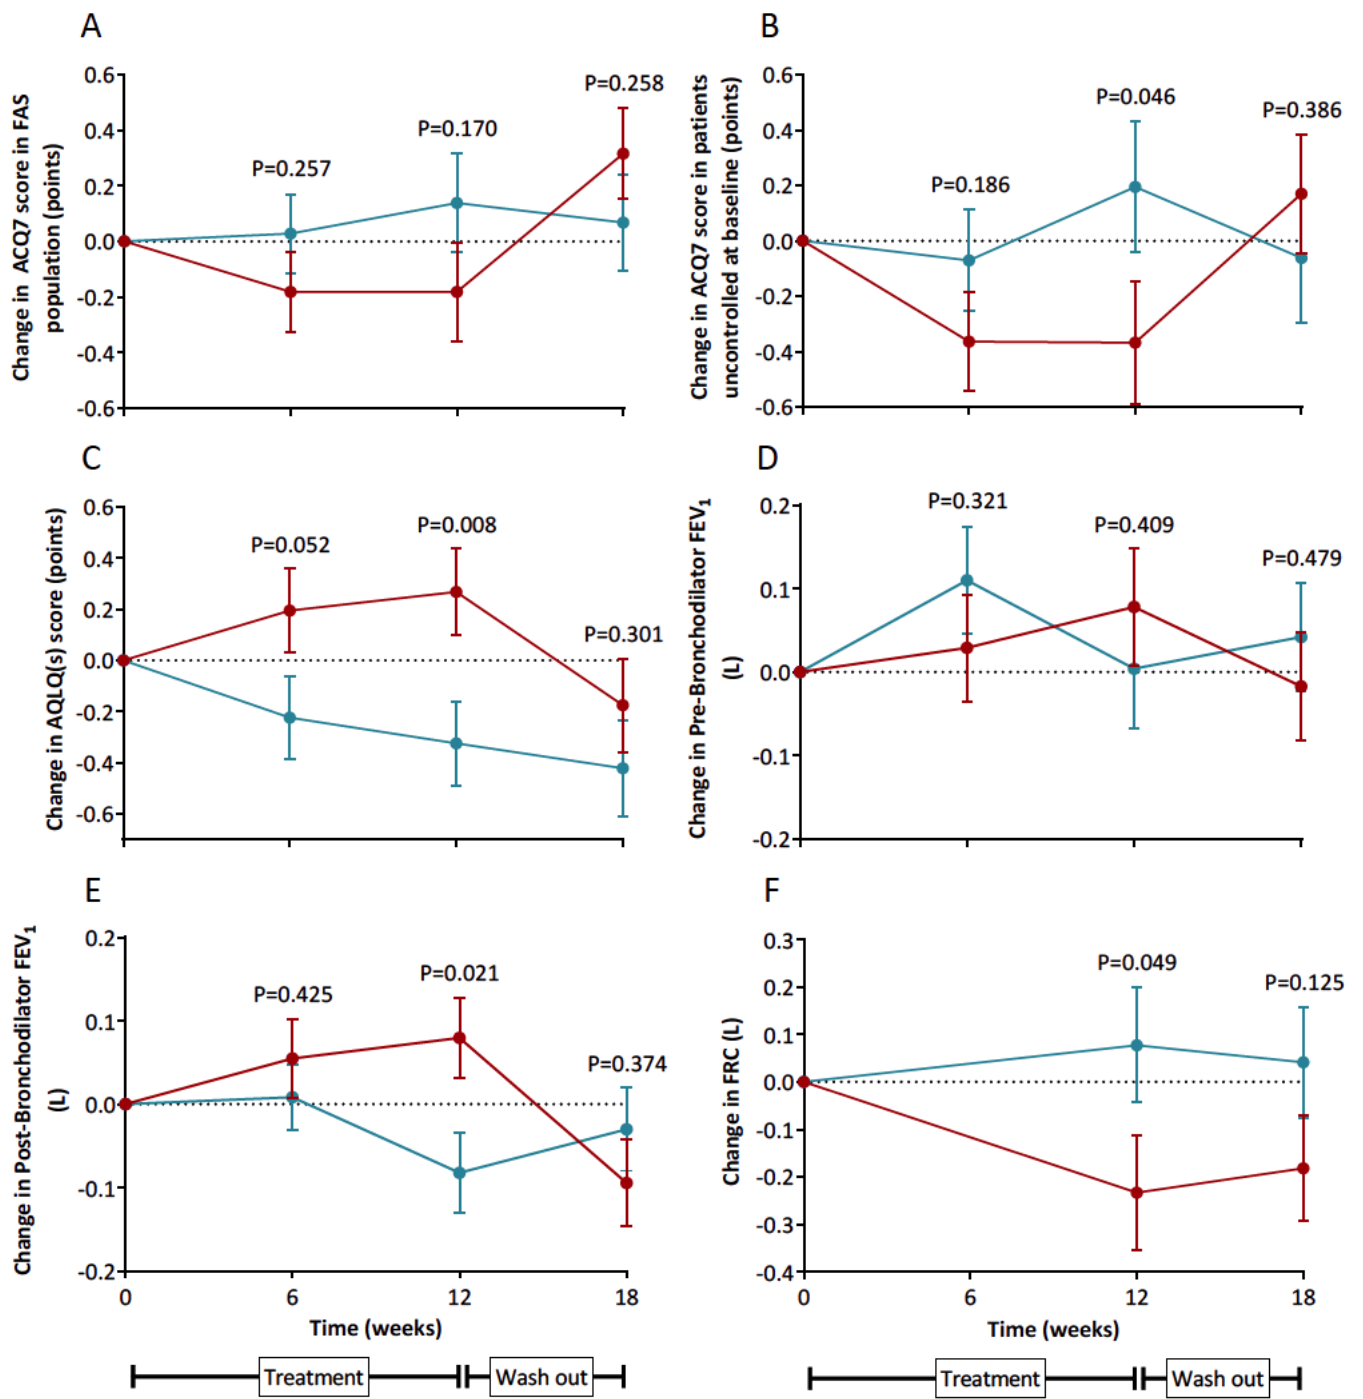 A
Change in ACQ7 score in FAS
population (points)
0.6
0.4
0.2
0.0
-0.2
-0.4
-0.6
P=0.257
P=0.170
P=0.258
B
Change in ACQ7 score in patients
uncontrolled at baseline (points)
0.6
0.4
0.2
0.0
-0.2
-0.4
-0.6
P=0.186
P=0.046
P=0.386
C
Change in AQLQ(s) score (points)
0.6
0.4
0.2
0.0
-0.2
-0.4
-0.6
P=0.052
P=0.008
P=0.301
D
Change in Pre-Bronchodilator FEV₁
(L)
0.2
0.1
0.0
-0.1
-0.2
P=0.321
P=0.409
P=0.479
E
Change in Post-Bronchodilator FEV₁
(L)
0.2
0.1
0.0
-0.1
-0.2
P=0.425
P=0.021
P=0.374
0 6 12 18
Time (weeks)
Treatment
Wash out
F
Change in FRC (L)
0.3
0.2
0.1
0.0
-0.1
-0.2
-0.3
-0.4
P=0.049
P=0.125
0 6 12 18
Time (weeks)
Treatment
Wash out